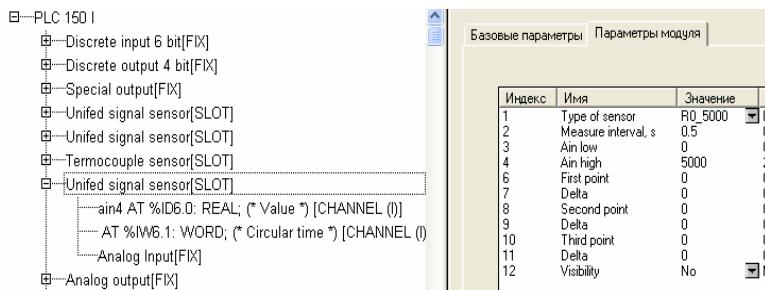 PLC 150 I
Discrete input 6 bit[FIX]
Discrete output 4 bit[FIX]
Special output[FIX]
Unifed signal sensor[SLOT]
Unifed signal sensor[SLOT]
Termocouple sensor[SLOT]
Unifed signal sensor[SLOT]
ain4 AT %ID6.0: REAL; (* Value *) [CHANNEL (I)]
AT %IW6.1: WORD; (* Circular time *) [CHANNEL (I)
Analog Input[FIX]
Analog output[FIX]
Базовые параметры Параметры модуля
Индекс Имя Значение
1 Type of sensor R0_5000
2 Measure interval, s 0.5
3 Ain low 0
4 Ain high 5000
6 First point 0
7 Delta 0
8 Second point 0
9 Delta 0
10 Third point 0
11 Delta 0
12 Visibility No